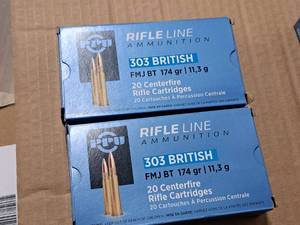 PPU
RIFLE LINE
AMMUNITION
303 BRITISH
FMJ BT 174 gr | 11,3 g
20 Centerfire
Rifle Cartridges
20 Cartouches A Percussion Centrale
PPU
RIFLE LINE
AMMUNITION
303 BRITISH
FMJ BT 174 gr | 11,3 g
20 Centerfire
Rifle Cartridges
20 Cartouches A Percussion Centrale